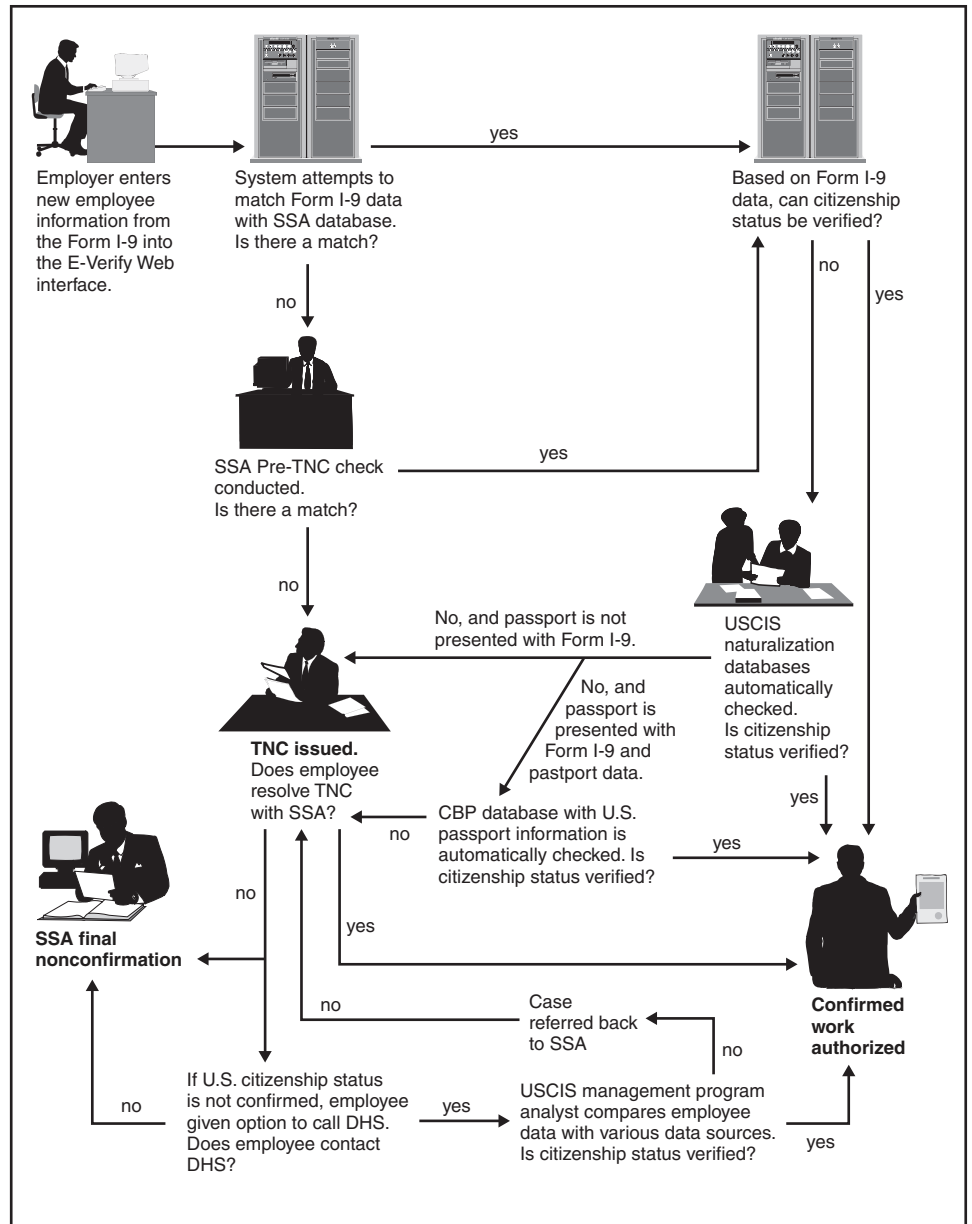 Employer enters
new employee
information from
the Form I-9 into
the E-Verify Web
interface.
System attempts to
match Form I-9 data
with SSA database.
Is there a match?
yes
Based on Form I-9
data, can citizenship
status be verified?
no
yes
no
SSA Pre-TNC check
conducted.
Is there a match?
yes
no
No, and passport is not
presented with Form I-9.
No, and
passport is
presented with
Form I-9 and
pastport data.
USCIS
naturalization
databases
automatically
checked.
Is citizenship
status verified?
yes
TNC issued.
Does employee
resolve TNC
with SSA?
no
CBP database with U.S.
passport information is
automatically checked. Is
citizenship status verified?
yes
no
yes
SSA final
nonconfirmation
Confirmed
work
authorized
no
Case
referred back
to SSA
no
If U.S. citizenship status
is not confirmed, employee
given option to call DHS.
Does employee contact
DHS?
no
yes
USCIS management program
analyst compares employee
data with various data sources.
Is citizenship status verified?
yes